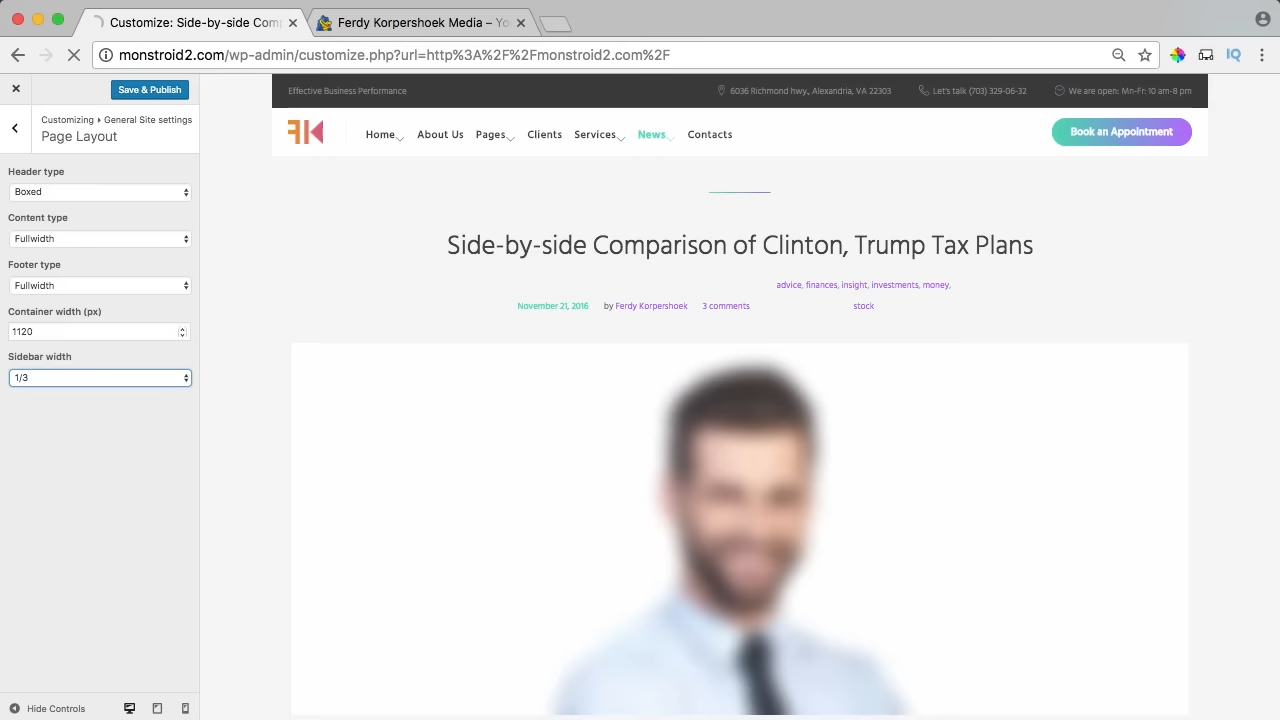 Customize: Side-by-side Com
Ferdy Korpershoek Media – Yo
monstroid2.com/wp-admin/customize.php?url=http%3A%2F%2Fmonstroid2.com%2F
Save & Publish
Customizing ▸ General Site settings
Page Layout
Header type
Boxed
Content type
Fullwidth
Footer type
Fullwidth
Container width (px)
1120
Sidebar width
1/3
Hide Controls
Effective Business Performance
6036 Richmond hwy., Alexandria, VA 22303
Let's talk (703) 329-06-32
We are open: Mn-Fr: 10 am-8 pm
Home
About Us
Pages
Clients
Services
News
Contacts
Book an Appointment
Side-by-side Comparison of Clinton, Trump Tax Plans
advice, finances, insight, investments, money,
November 21, 2016 by Ferdy Korpershoek 3 comments stock